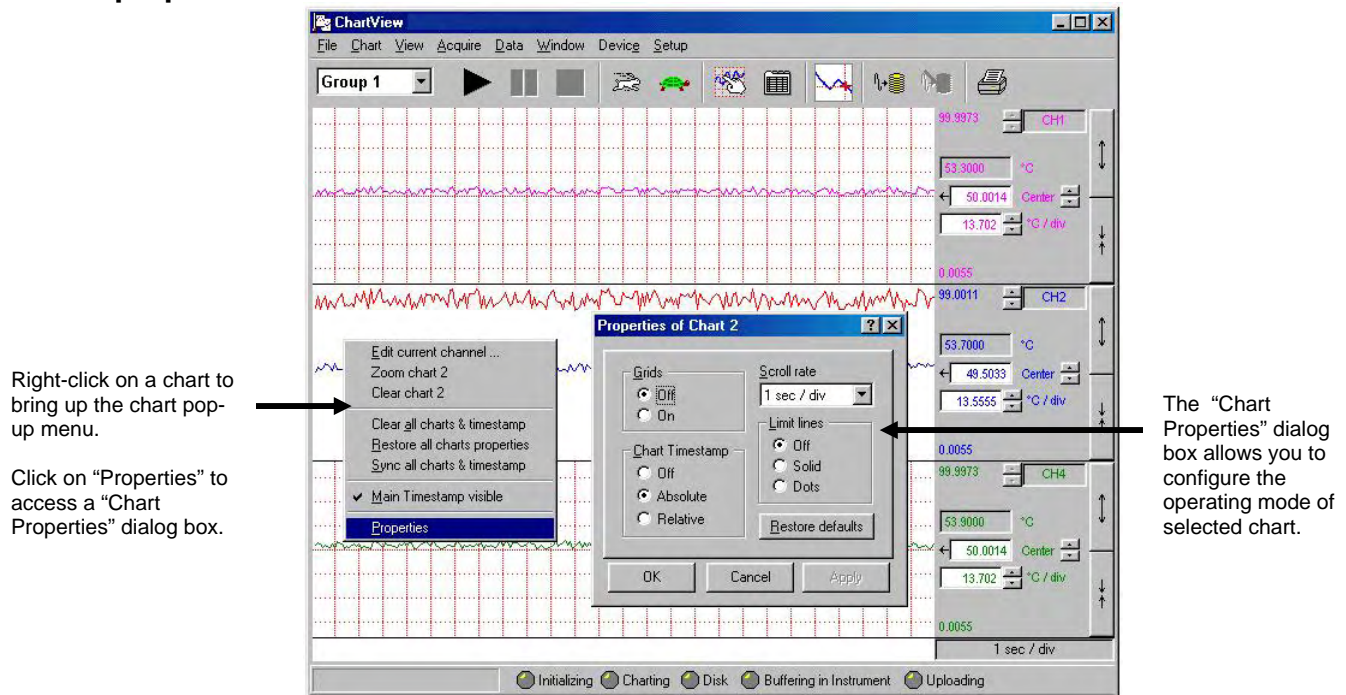 ChartView
File Chart View Acquire Data Window Device Setup
Group 1
99.9973 CH1
53.3000 °C
50.0014 Center
13.702 °C / div
0.0055
99.0011 CH2
53.7000 °C
49.5033 Center
13.5555 °C / div
0.0055
99.9973 CH4
53.9000 °C
50.0014 Center
13.702 °C / div
0.0055
1 sec / div
Edit current channel ...
Zoom chart 2
Clear chart 2
Clear all charts & timestamp
Restore all charts properties
Sync all charts & timestamp
Main Timestamp visible
Properties
Properties of Chart 2
Grids
Off
On
Chart Timestamp
Off
Absolute
Relative
Scroll rate
1 sec / div
Limit lines
Off
Solid
Dots
Restore defaults
OK Cancel Apply
Initializing Charting Disk Buffering in Instrument Uploading
Right-click on a chart to
bring up the chart pop-
up menu.
Click on “Properties” to
access a “Chart
Properties” dialog box.
The “Chart
Properties” dialog
box allows you to
configure the
operating mode of
selected chart.